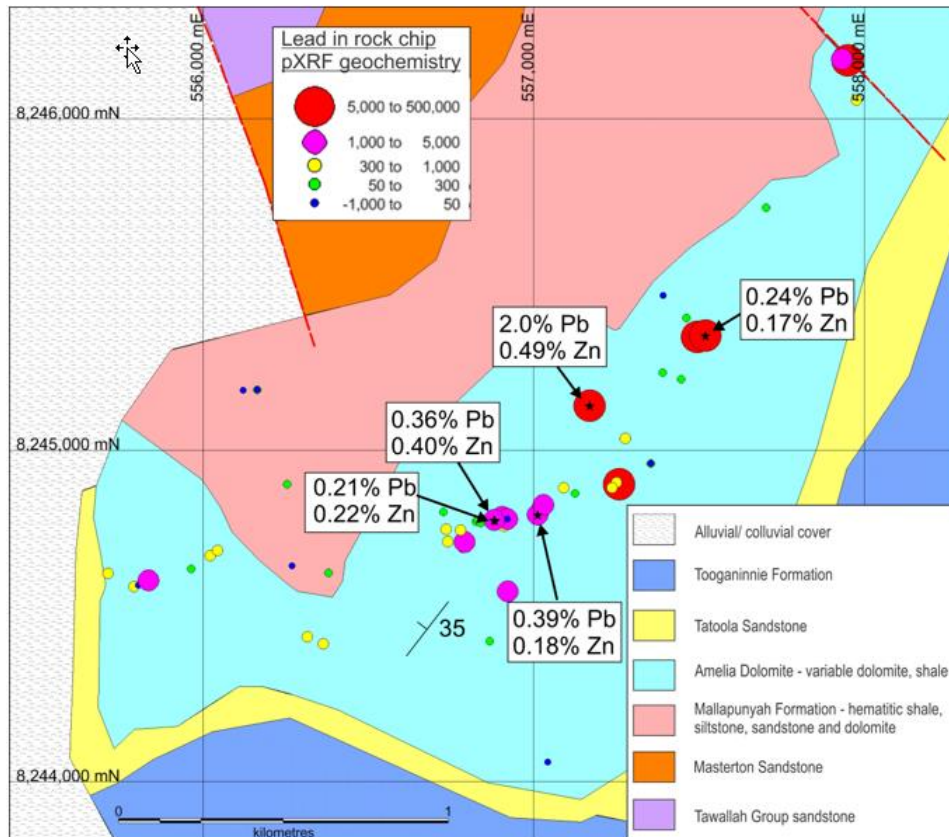 Lead in rock chip
pXRF geochemistry
5,000 to 500,000
1,000 to 5,000
300 to 1,000
50 to 300
-1,000 to 50
556,000 mE
557,000 mE
558,000 mE
8,246,000 mN
0.24% Pb
0.17% Zn
2.0% Pb
0.49% Zn
0.36% Pb
0.40% Zn
8,245,000 mN
0.21% Pb
0.22% Zn
0.39% Pb
0.18% Zn
35
Alluvial/ colluvial cover
Tooganinnie Formation
Tatoola Sandstone
Amelia Dolomite - variable dolomite, shale
Mallapunyah Formation - hematitic shale,
siltstone, sandstone and dolomite
Masterton Sandstone
Tawallah Group sandstone
8,244,000 mN
0 1
kilometres